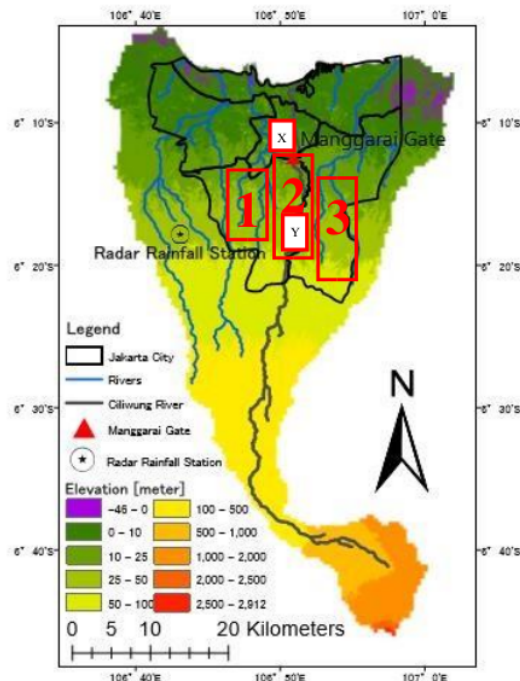 106° 40'E
106° 50'E
107° 0'E
6° 10'S
6° 10'S
X
Manggarai Gate
1
2
3
Y
Radar Rainfall Station
6° 20'S
6° 20'S
Legend
Jakarta City
Rivers
Ciliwung River
Manggarai Gate
Radar Rainfall Station
N
6° 30'S
6° 30'S
Elevation [meter]
-46 - 0
100 - 500
0 - 10
500 - 1,000
10 - 25
1,000 - 2,000
25 - 50
2,000 - 2,500
50 - 100
2,500 - 2,912
6° 40'S
6° 40'S
0 5 10 20 Kilometers
106° 40'E
106° 50'E
107° 0'E